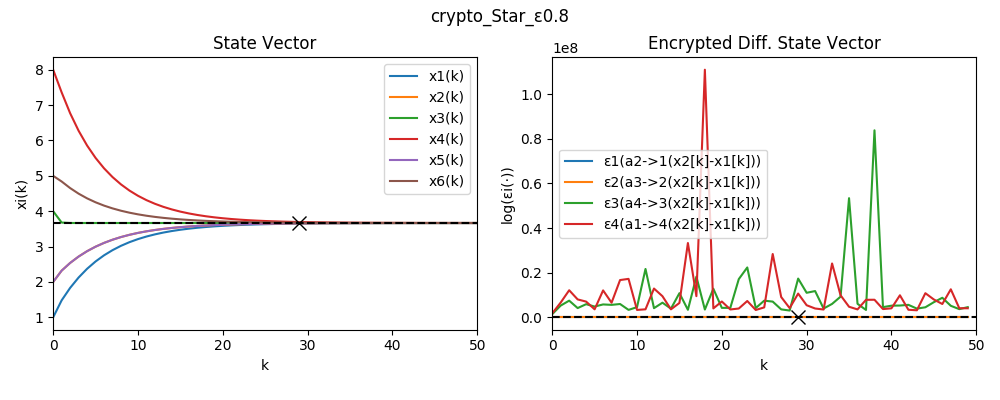 crypto_Star_ε0.8
State Vector
xi(k)
8
7
6
5
4
3
2
1
0
10
20
30
40
50
k
x1(k)
x2(k)
x3(k)
x4(k)
x5(k)
x6(k)
Encrypted Diff. State Vector
1e8
log(εi(·))
1.0
0.8
0.6
0.4
0.2
0.0
0
10
20
30
40
50
k
ε1(a2->1(x2[k]-x1[k]))
ε2(a3->2(x2[k]-x1[k]))
ε3(a4->3(x2[k]-x1[k]))
ε4(a1->4(x2[k]-x1[k]))